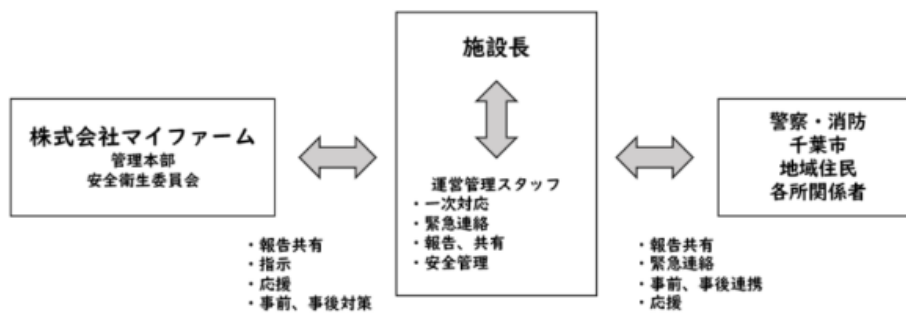 株式会社マイファーム
管理本部
安全衛生委員会
・報告共有
・指示
・応援
・事前、事後対策
施設長
運営管理スタッフ
・一次対応
・緊急連絡
・報告、共有
・安全管理
警察・消防
千葉市
地域住民
各所関係者
・報告共有
・緊急連絡
・事前、事後連携
・応援